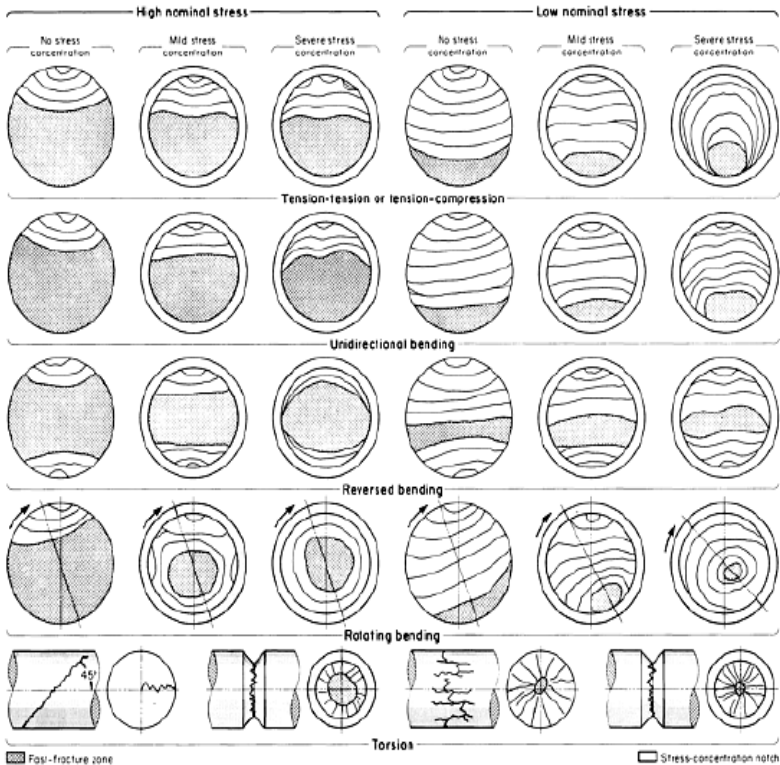 High nominal stress
Low nominal stress
No stress concentration
Mild stress concentration
Severe stress concentration
No stress concentration
Mild stress concentration
Severe stress concentration
Tension-tension or tension-compression
Unidirectional bending
Reversed bending
Rotating bending
45°
Torsion
Fast-fracture zone
Stress-concentration notch